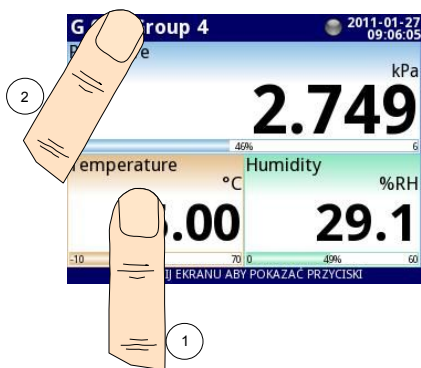 G roup 4
2011-01-27
09:06:05
kPa
2.749
46%
6
emperature
°C
.00
-10
70
Humidity
%RH
29.1
0
49%
60
IJ EKRANU ABY POKAZAĆ PRZYCISKI
2
1